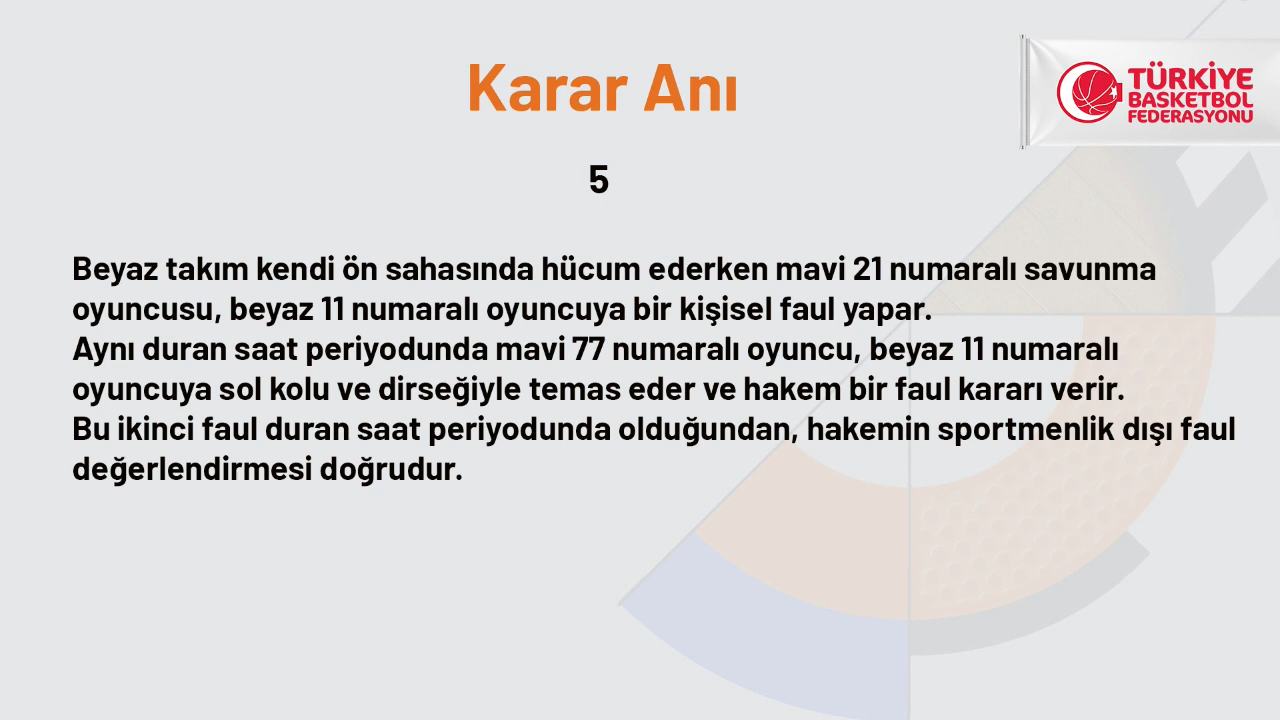 Karar Anı
TÜRKİYE
BASKETBOL
FEDERASYONU
5
Beyaz takım kendi ön sahasında hücum ederken mavi 21 numaralı savunma
oyuncusu, beyaz 11 numaralı oyuncuya bir kişisel faul yapar.
Aynı duran saat periyodunda mavi 77 numaralı oyuncu, beyaz 11 numaralı
oyuncuya sol kolu ve dirseğiyle temas eder ve hakem bir faul kararı verir.
Bu ikinci faul duran saat periyodunda olduğundan, hakemin sportmenlik dışı faul
değerlendirmesi doğrudur.